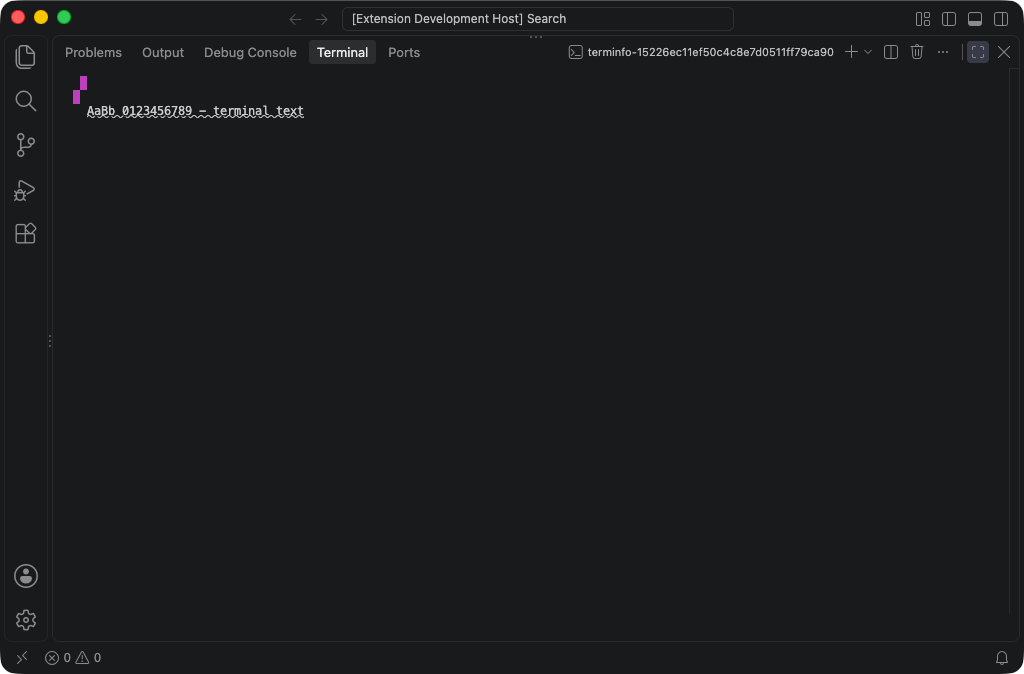 [Extension Development Host] Search
Problems Output Debug Console Terminal Ports
terminfo-15226ec11ef50c4c8e7d0511ff79ca90
AaBb 0123456789 — terminal text
0 0